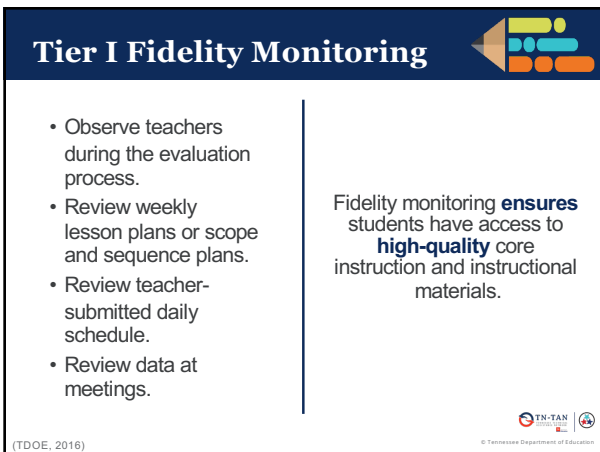 Tier I Fidelity Monitoring
• Observe teachers
during the evaluation
process.
• Review weekly
lesson plans or scope
and sequence plans.
• Review teacher-
submitted daily
schedule.
• Review data at
meetings.
Fidelity monitoring ensures
students have access to
high-quality core
instruction and instructional
materials.
TN-TAN
(TDOE, 2016)
© Tennessee Department of Education